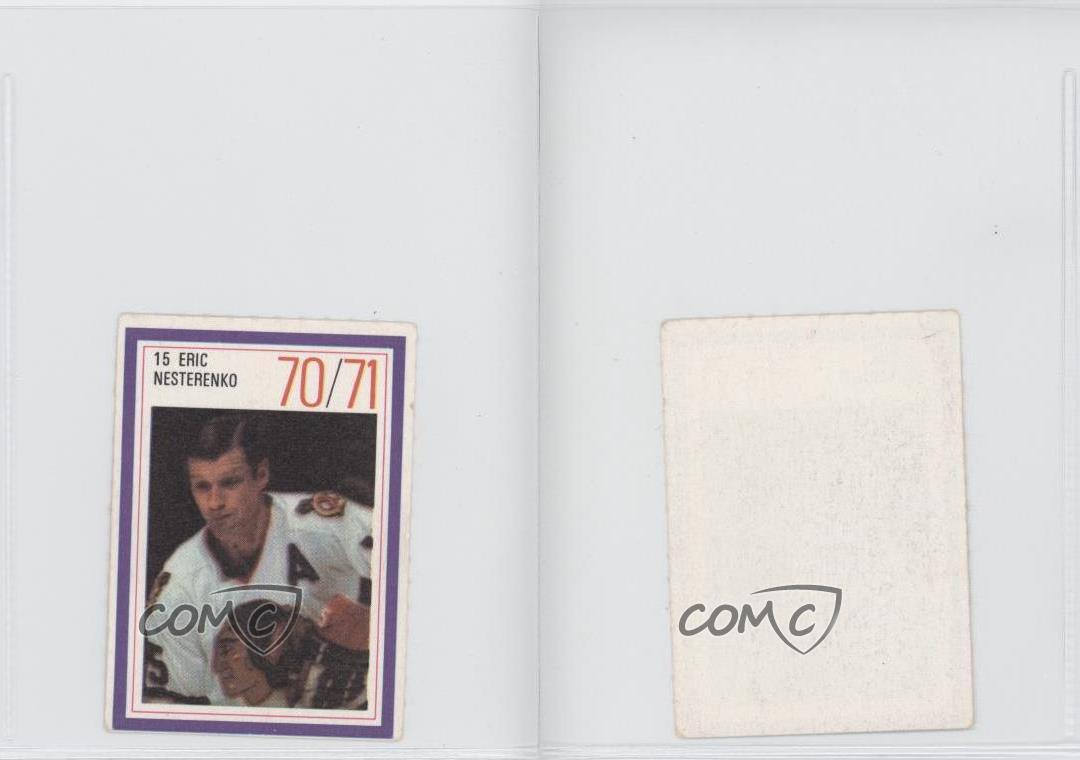 15 ERIC
NESTERENKO
70/71
A
COMC
COMC